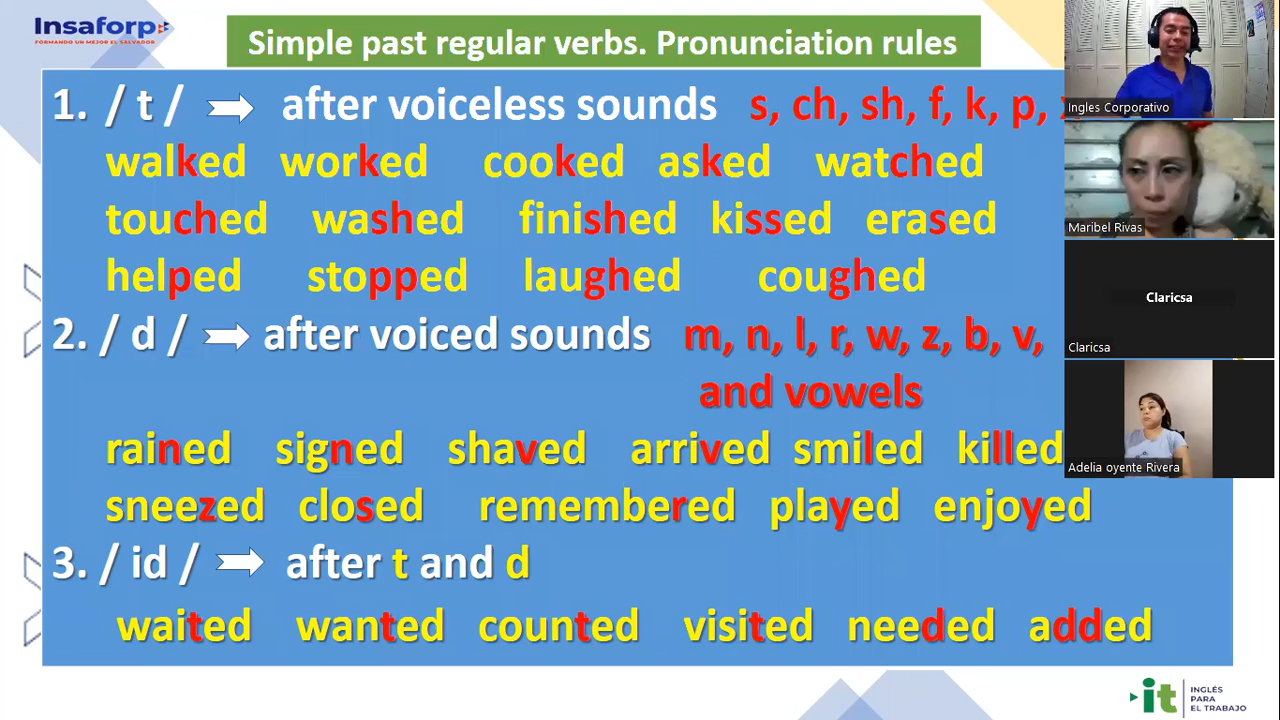 Insaforp
FORMANDO UN MEJOR EL SALVADOR
Simple past regular verbs. Pronunciation rules
1. / t / after voiceless sounds s, ch, sh, f, k, p,
walked worked cooked asked watched
touched washed finished kissed erased
helped stopped laughed coughed
2. / d / after voiced sounds m, n, l, r, w, z, b, v,
and vowels
rained signed shaved arrived smiled killed
sneezed closed remembered played enjoyed
3. / id / after t and d
waited wanted counted visited needed added
Ingles Corporativo
Maribel Rivas
Claricsa
Claricsa
Adelia oyente Rivera
it INGLÉS
PARA
EL TRABAJO